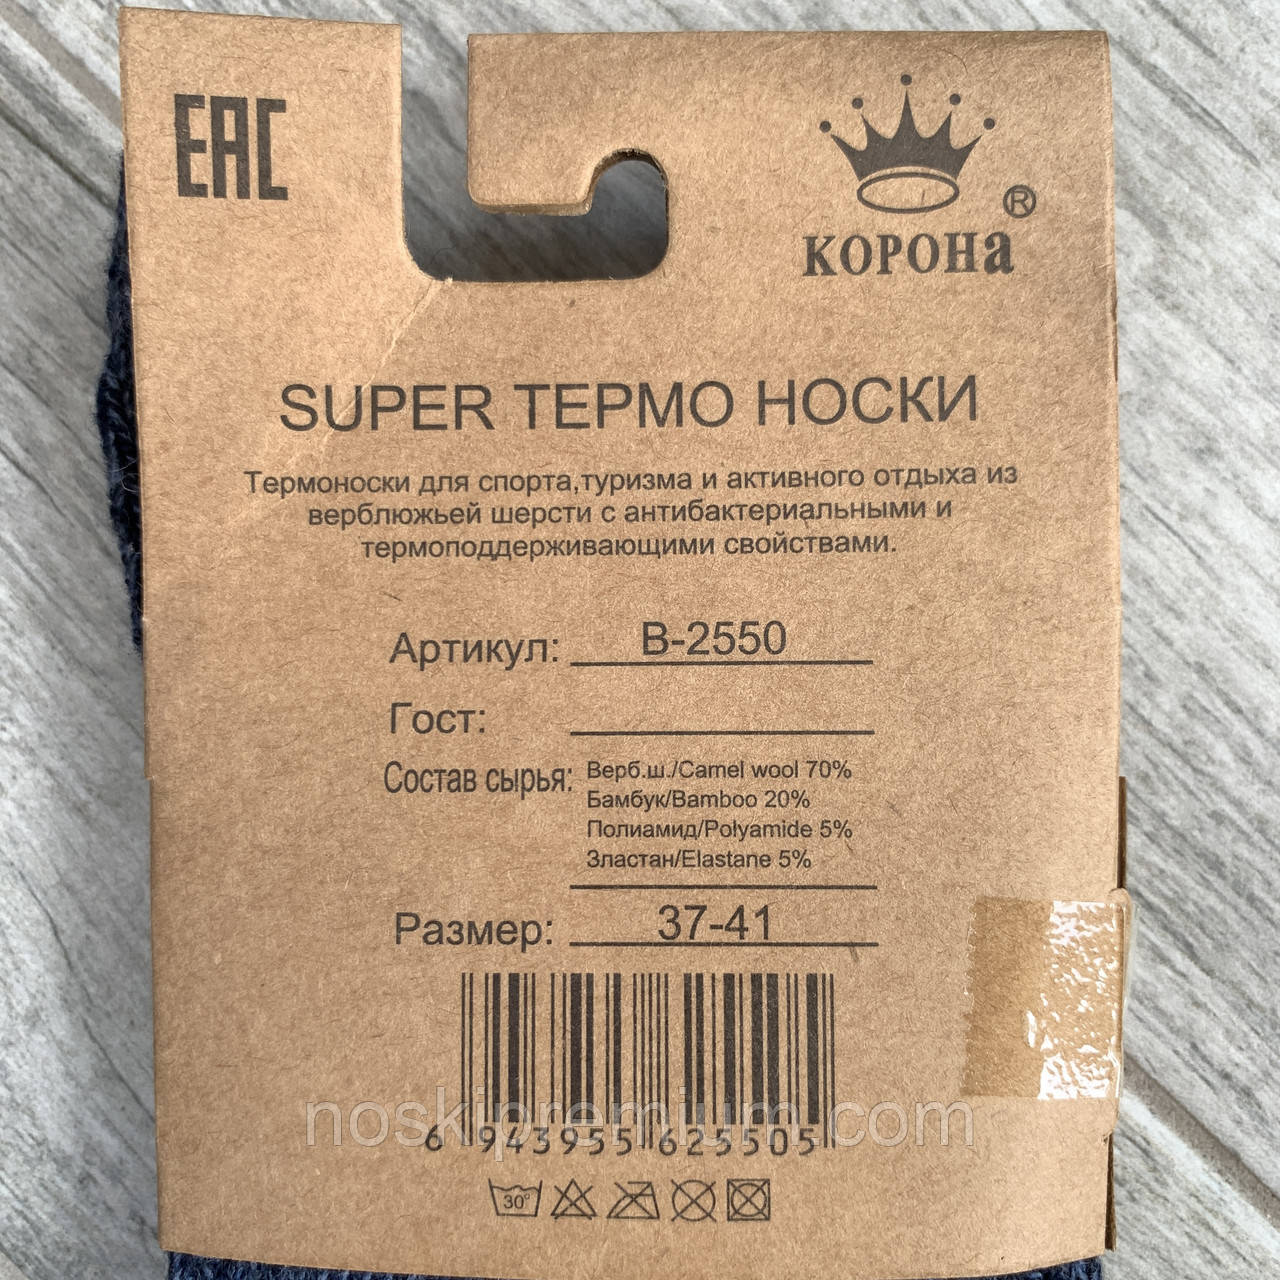 ЕАС
®
КОРОНа
SUPER ТЕРМО НОСКИ
Термоноски для спорта,туризма и активного отдыха из
верблюжьей шерсти с антибактериальными и
термоподдерживающими свойствами.
Артикул: В-2550
Гост:
Состав сырья: Верб.ш./Camel wool 70%
Бамбук/Bamboo 20%
Полиамид/Polyamide 5%
Зластан/Elastane 5%
Размер: 37-41
noskipremium.com
6 943955 625505
30°